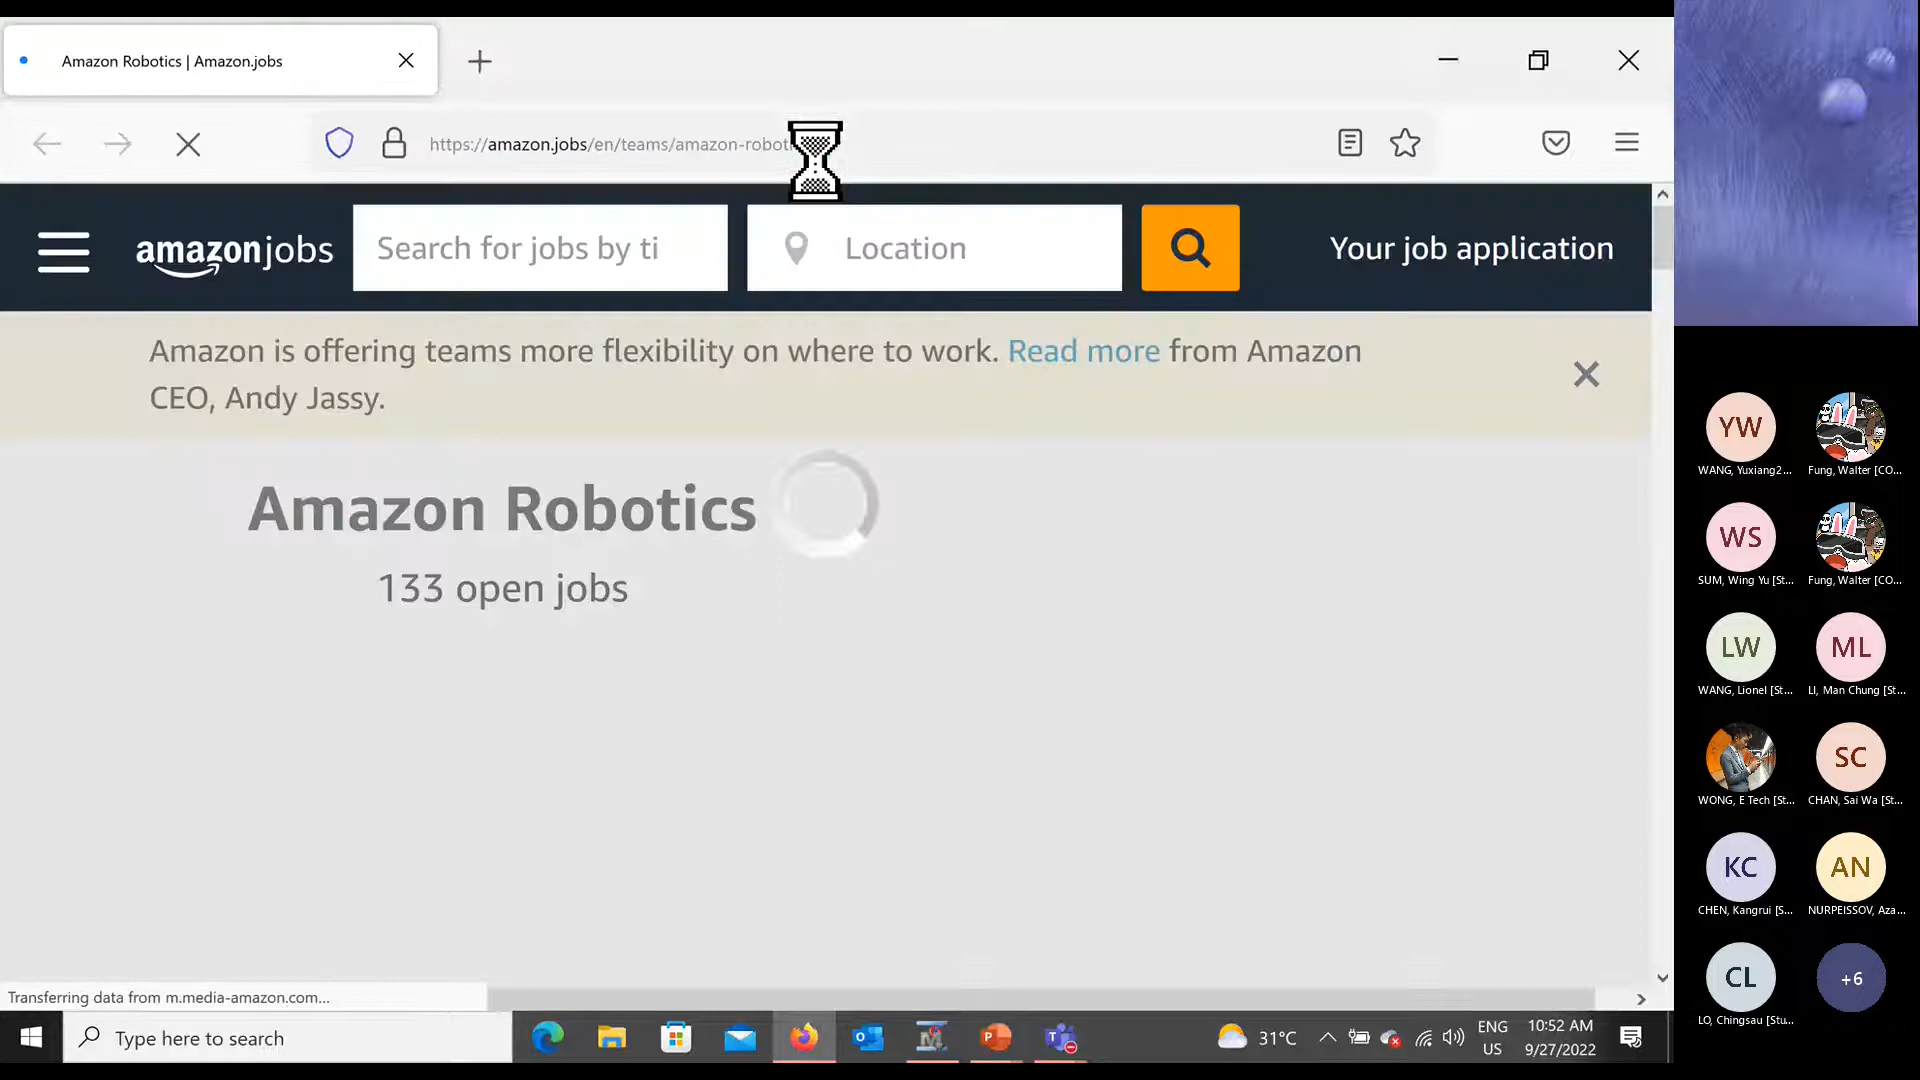 Amazon Robotics | Amazon.jobs
https://amazon.jobs/en/teams/amazon-robot
amazon jobs
Search for jobs by ti
Location
Your job application
Amazon is offering teams more flexibility on where to work. Read more from Amazon
CEO, Andy Jassy.
Amazon Robotics
133 open jobs
Transferring data from m.media-amazon.com...
Type here to search
31°C
ENG
US
10:52 AM
9/27/2022
YW
WANG, Yuxiang2...
Fung, Walter [CO...
WS
SUM, Wing Yu [St...
Fung, Walter [CO...
LW
WANG, Lionel [St...
ML
LI, Man Chung [St...
WONG, E Tech [St...
SC
CHAN, Sai Wa [St...
KC
CHEN, Kangrui [S...
AN
NURPEISSOV, Aza...
CL
LO, Chingsau [Stu...
+6